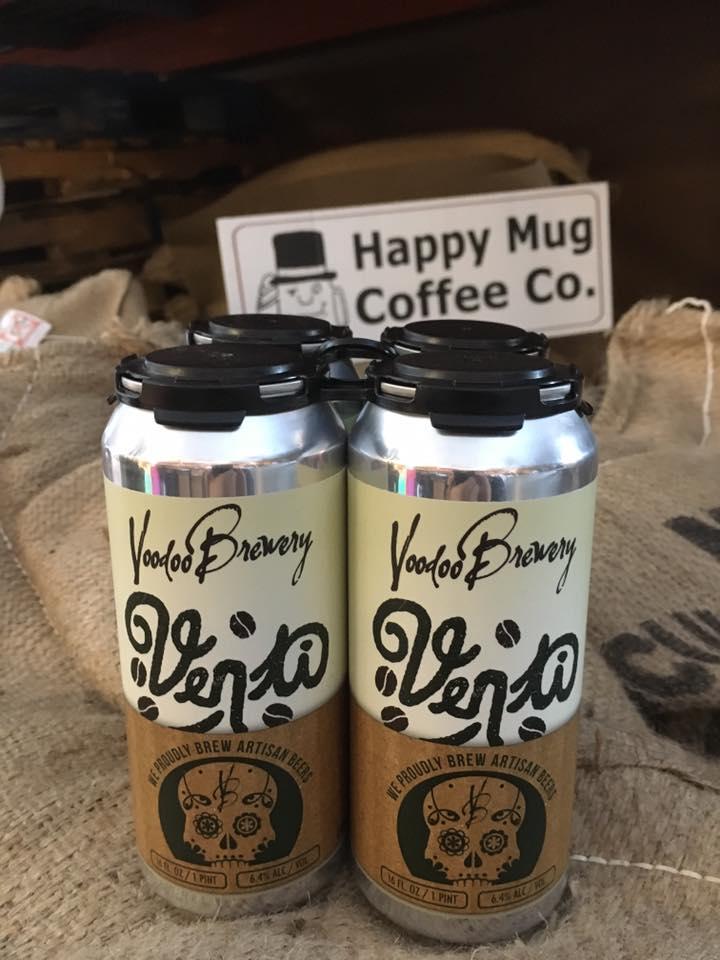 Happy Mug
Coffee Co.
Voodoo Brewery
Venti
WE PROUDLY BREW ARTISAN BEERS
VB
16 FL. OZ / 1 PINT
6.4% ALC / VOL
Voodoo Brewery
Venti
WE PROUDLY BREW ARTISAN BEERS
VB
16 FL. OZ / 1 PINT
6.4% ALC / VOL